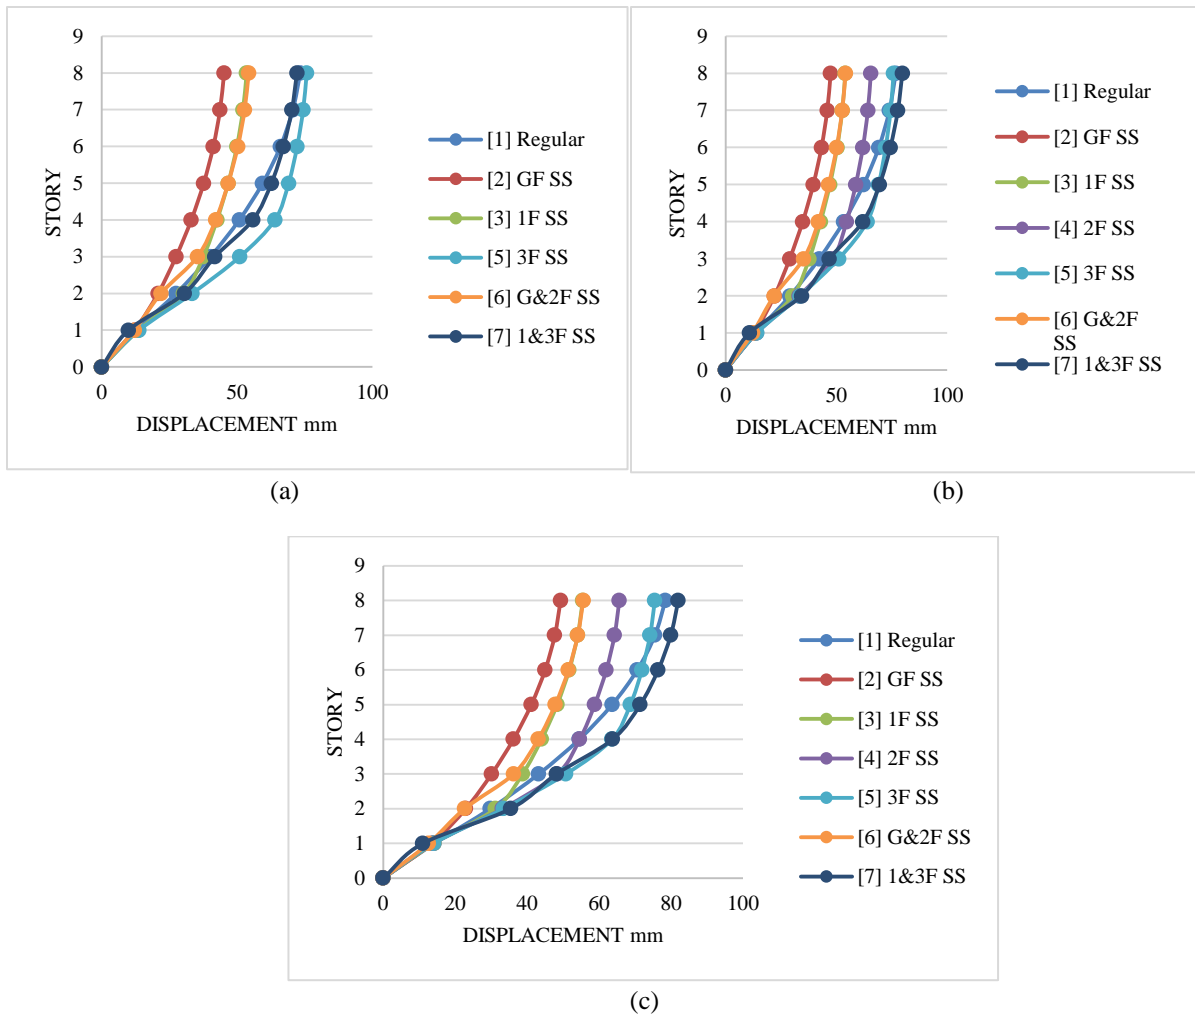 9
8
7
6
5
4
3
2
1
0
STORY
0
50
100
DISPLACEMENT mm
[1] Regular
[2] GF SS
[3] 1F SS
[5] 3F SS
[6] G&2F SS
[7] 1&3F SS
(a)
9
8
7
6
5
4
3
2
1
0
STORY
0
50
100
DISPLACEMENT mm
[1] Regular
[2] GF SS
[3] 1F SS
[4] 2F SS
[5] 3F SS
[6] G&2F
SS
[7] 1&3F SS
(b)
9
8
7
6
5
4
3
2
1
0
STORY
0
20
40
60
80
100
DISPLACEMENT mm
[1] Regular
[2] GF SS
[3] 1F SS
[4] 2F SS
[5] 3F SS
[6] G&2F SS
[7] 1&3F SS
(c)